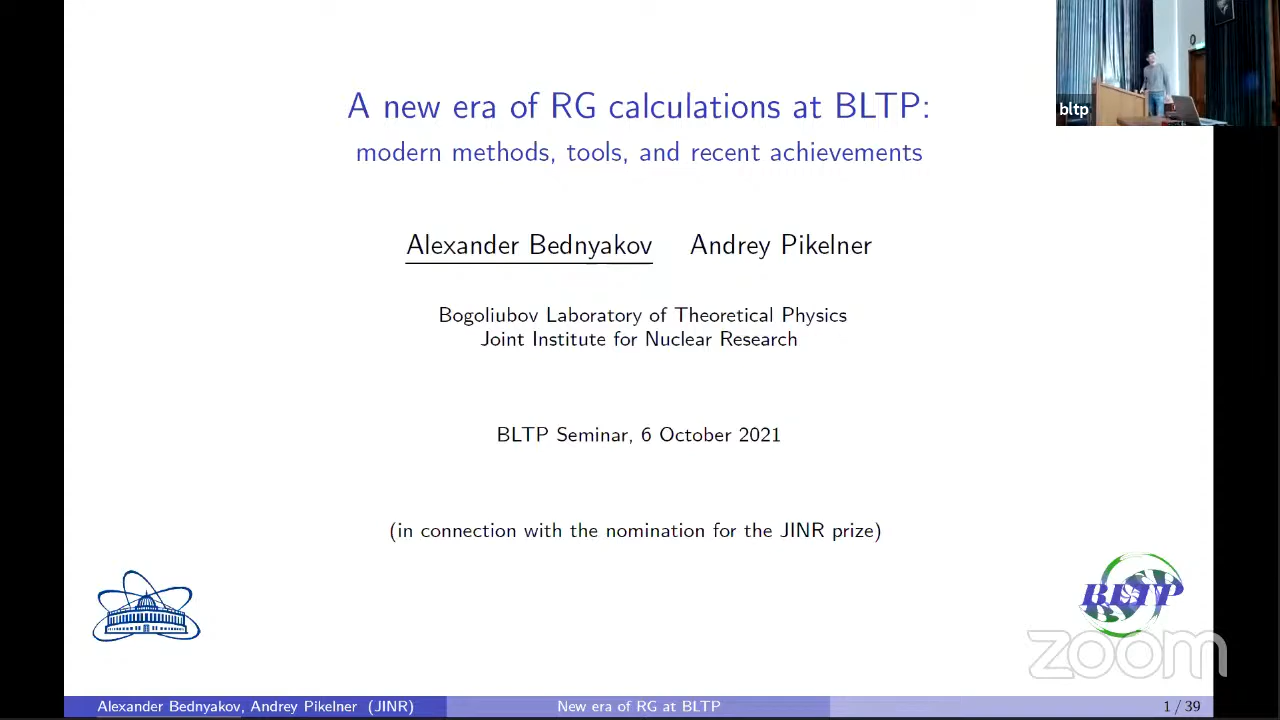 A new era of RG calculations at BLTP:
modern methods, tools, and recent achievements
Alexander Bednyakov Andrey Pikelner
Bogoliubov Laboratory of Theoretical Physics
Joint Institute for Nuclear Research
BLTP Seminar, 6 October 2021
(in connection with the nomination for the JINR prize)
bltp
BLTP
zoom
Alexander Bednyakov, Andrey Pikelner (JINR) New era of RG at BLTP 1 / 39